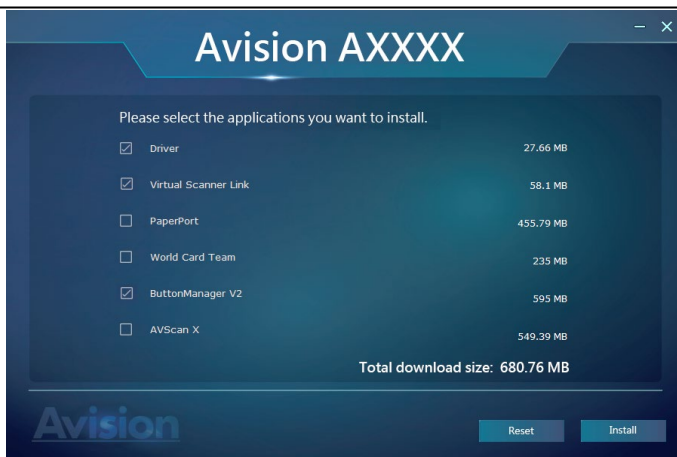 Avision AXXXX
Please select the applications you want to install.
Driver 27.66 MB
Virtual Scanner Link 58.1 MB
PaperPort 455.79 MB
World Card Team 235 MB
ButtonManager V2 595 MB
AVScan X 549.39 MB
Total download size: 680.76 MB
Avision
Reset Install